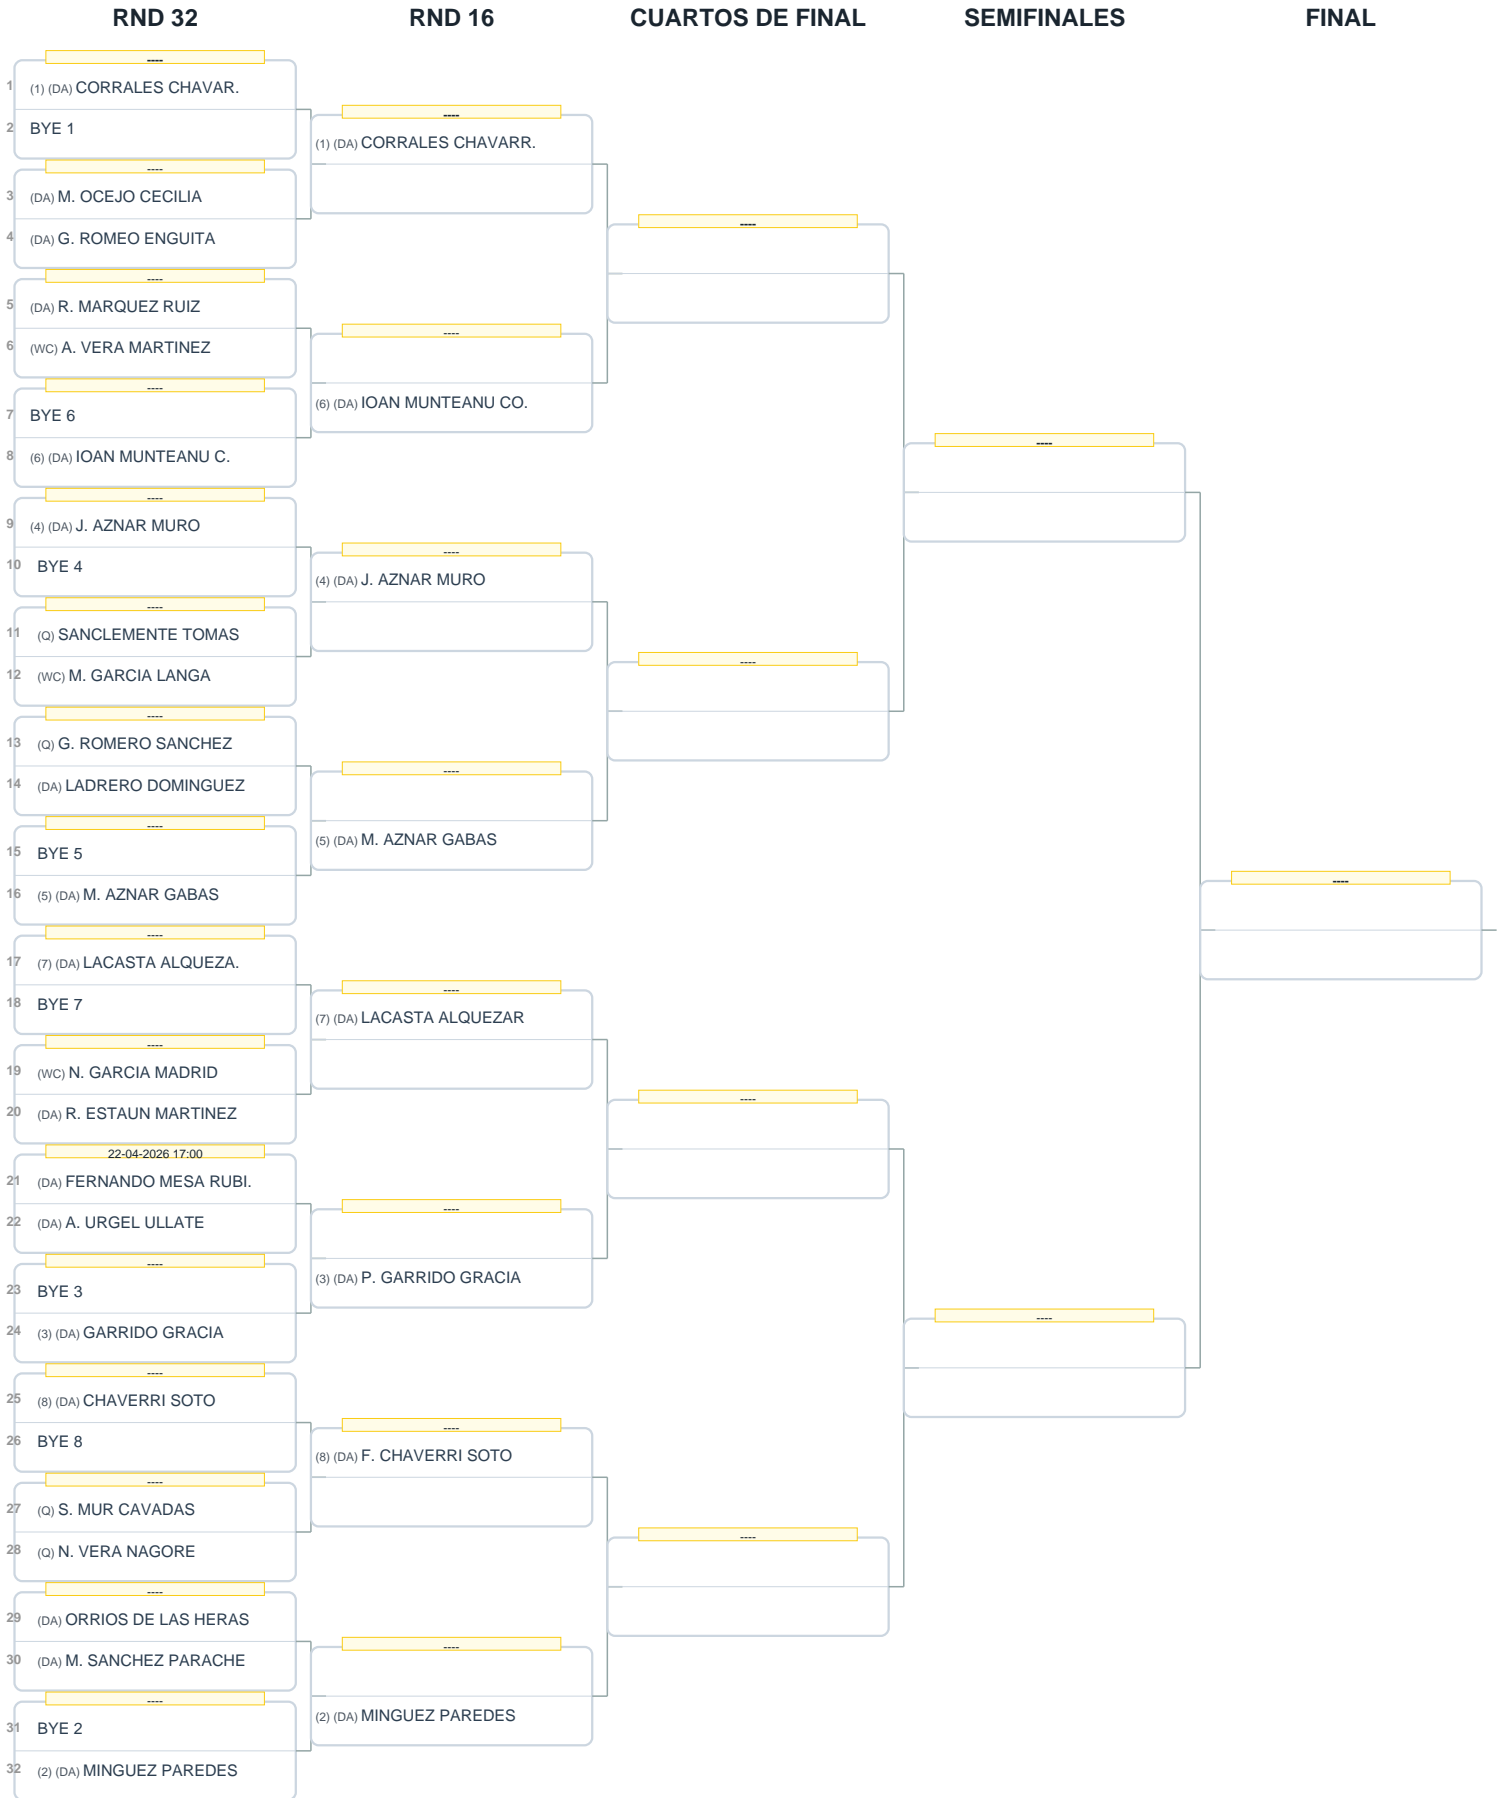 RND 32
RND 16
CUARTOS DE FINAL
SEMIFINALES
FINAL
----
1 (1) (DA) CORRALES CHAVAR.
2 BYE 1
----
3 (DA) M. OCEJO CECILIA
4 (DA) G. ROMEO ENGUITA
----
5 (DA) R. MARQUEZ RUIZ
6 (WC) A. VERA MARTINEZ
----
7 BYE 6
8 (6) (DA) IOAN MUNTEANU C.
----
9 (4) (DA) J. AZNAR MURO
10 BYE 4
----
11 (Q) SANCLEMENTE TOMAS
12 (WC) M. GARCIA LANGA
----
13 (Q) G. ROMERO SANCHEZ
14 (DA) LADRERO DOMINGUEZ
----
15 BYE 5
16 (5) (DA) M. AZNAR GABAS
----
17 (7) (DA) LACASTA ALQUEZA.
18 BYE 7
----
19 (WC) N. GARCIA MADRID
20 (DA) R. ESTAUN MARTINEZ
22-04-2026 17:00
21 (DA) FERNANDO MESA RUBI.
22 (DA) A. URGEL ULLATE
----
23 BYE 3
24 (3) (DA) GARRIDO GRACIA
----
25 (8) (DA) CHAVERRI SOTO
26 BYE 8
----
27 (Q) S. MUR CAVADAS
28 (Q) N. VERA NAGORE
----
29 (DA) ORRIOS DE LAS HERAS
30 (DA) M. SANCHEZ PARACHE
----
31 BYE 2
32 (2) (DA) MINGUEZ PAREDES
----
(1) (DA) CORRALES CHAVARR.
----
(6) (DA) IOAN MUNTEANU CO.
----
(4) (DA) J. AZNAR MURO
----
(5) (DA) M. AZNAR GABAS
----
(7) (DA) LACASTA ALQUEZAR
----
(3) (DA) P. GARRIDO GRACIA
----
(8) (DA) F. CHAVERRI SOTO
----
(2) (DA) MINGUEZ PAREDES
----
----
----
----
----
----
----